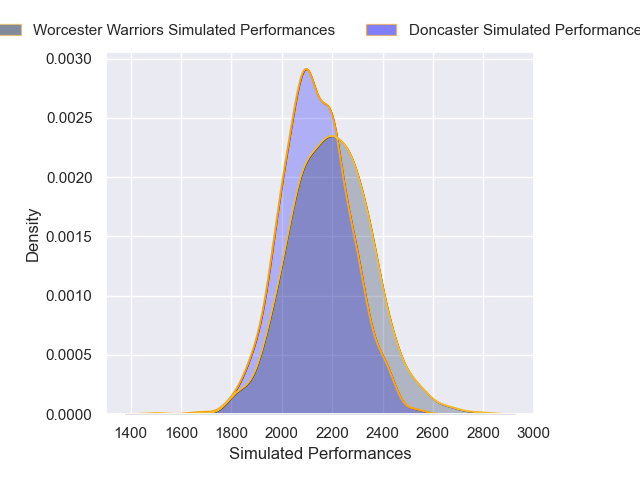 Worcester Warriors Simulated Performances
Doncaster Simulated Performance
0.0030
0.0025
0.0020
0.0015
0.0010
0.0005
0.0000
Density
1400 1600 1800 2000 2200 2400 2600 2800 3000
Simulated Performances